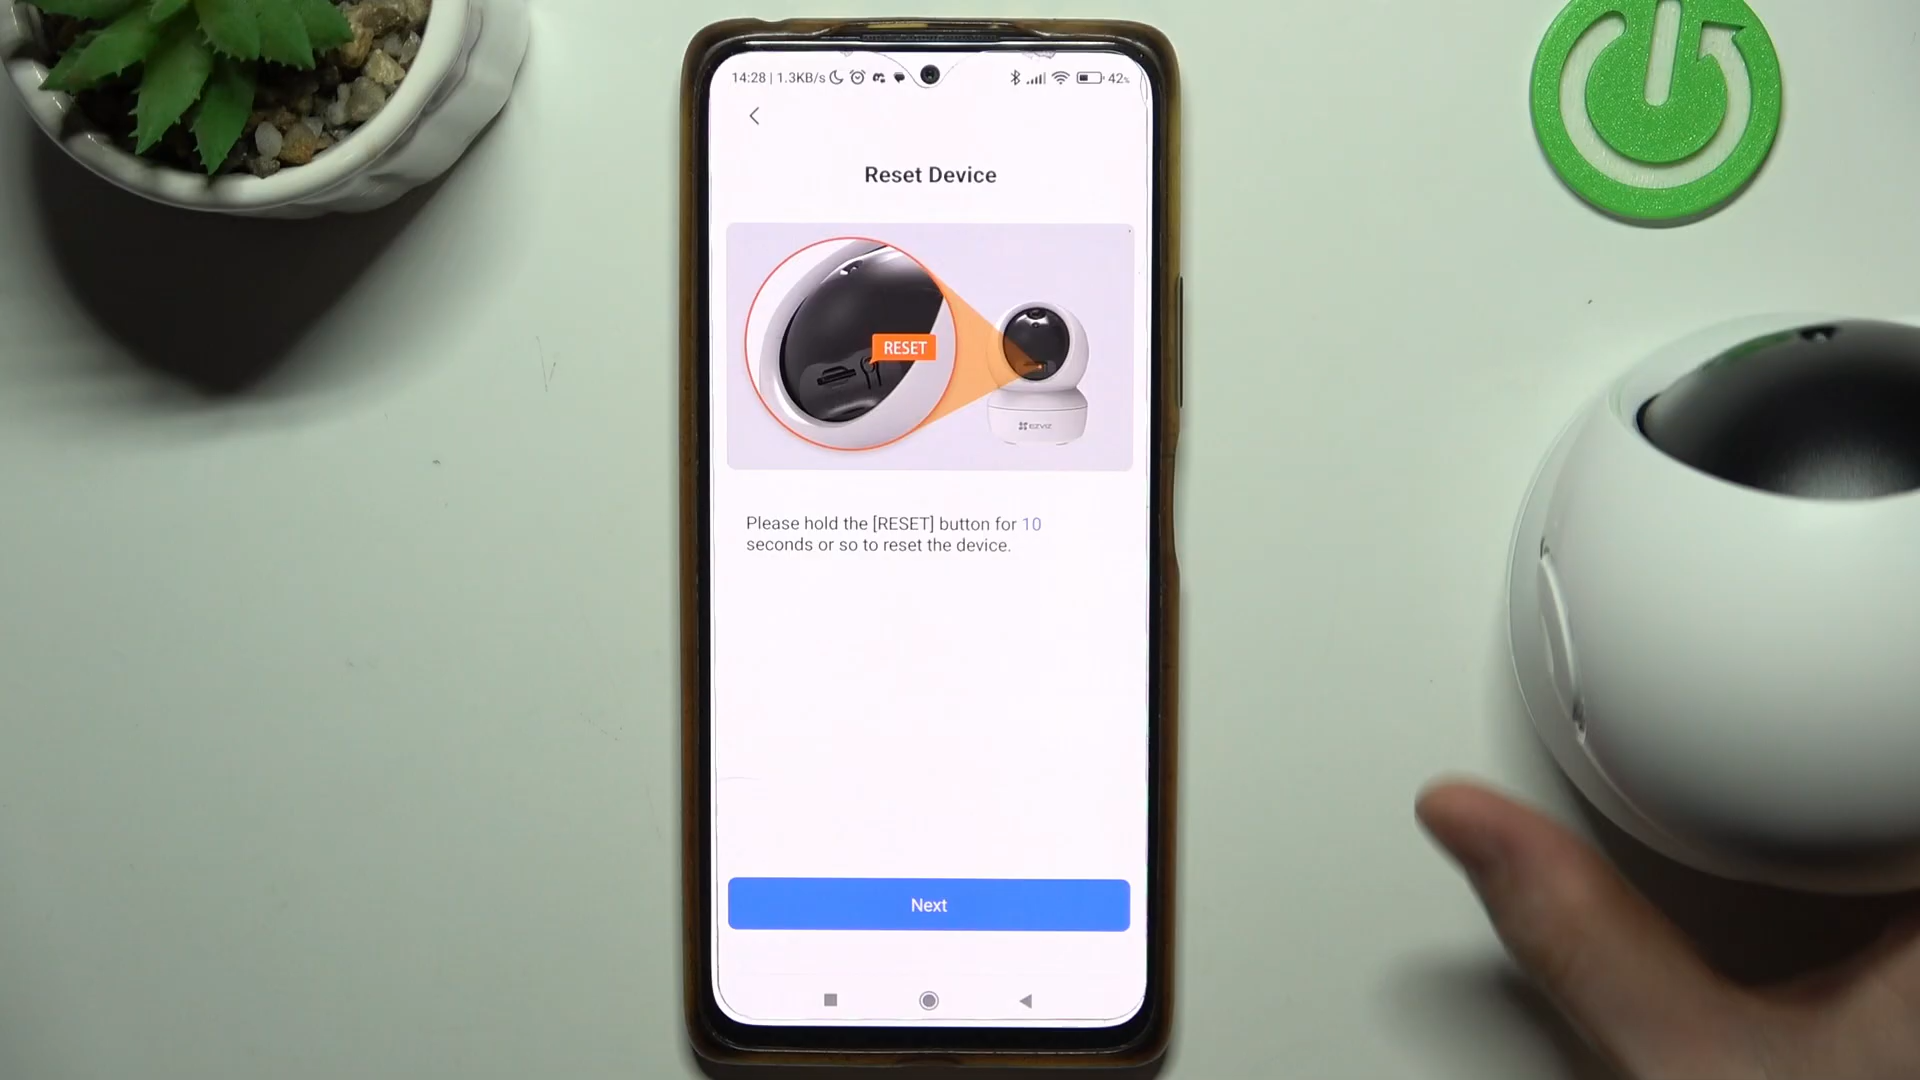 14:28 | 1.3KB/s
42%
Reset Device
RESET
EZVIZ
Please hold the [RESET] button for 10
seconds or so to reset the device.
Next